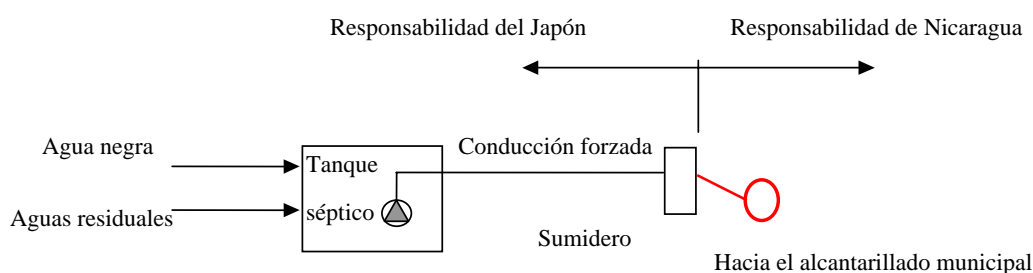 Responsabilidad del Japón
Responsabilidad de Nicaragua
Agua negra
Aguas residuales
Tanque
séptico
Conducción forzada
Sumidero
Hacia el alcantarillado municipal